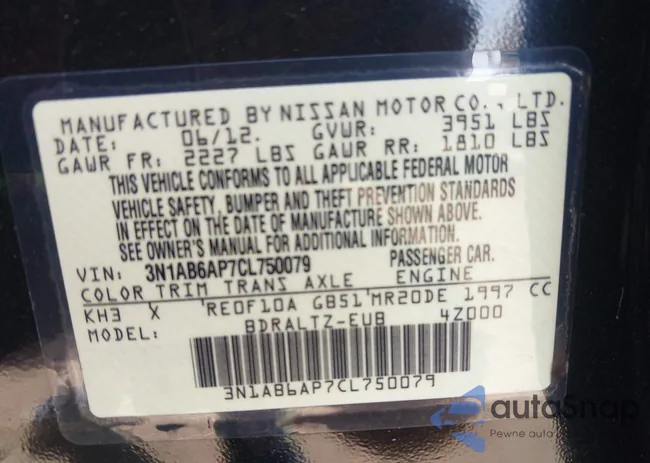 MANUFACTURED BY NISSAN MOTOR CO., LTD.
DATE: 06/12. GVWR: 3951 LBS
GAWR FR: 2227 LBS GAWR RR: 1810 LBS
THIS VEHICLE CONFORMS TO ALL APPLICABLE FEDERAL MOTOR
VEHICLE SAFETY, BUMPER AND THEFT PREVENTION STANDARDS
IN EFFECT ON THE DATE OF MANUFACTURE SHOWN ABOVE.
SEE OWNER'S MANUAL FOR ADDITIONAL INFORMATION.
VIN: 3N1AB6AP7CL750079 PASSENGER CAR.
COLOR TRIM TRANS AXLE ENGINE
KH3 X 'RE0F10A GB51'MR20DE 1997 CC
MODEL: BDRALTZ-EUB 4Z000
3N1AB6AP7CL750079
autoSnap
Pewne auta